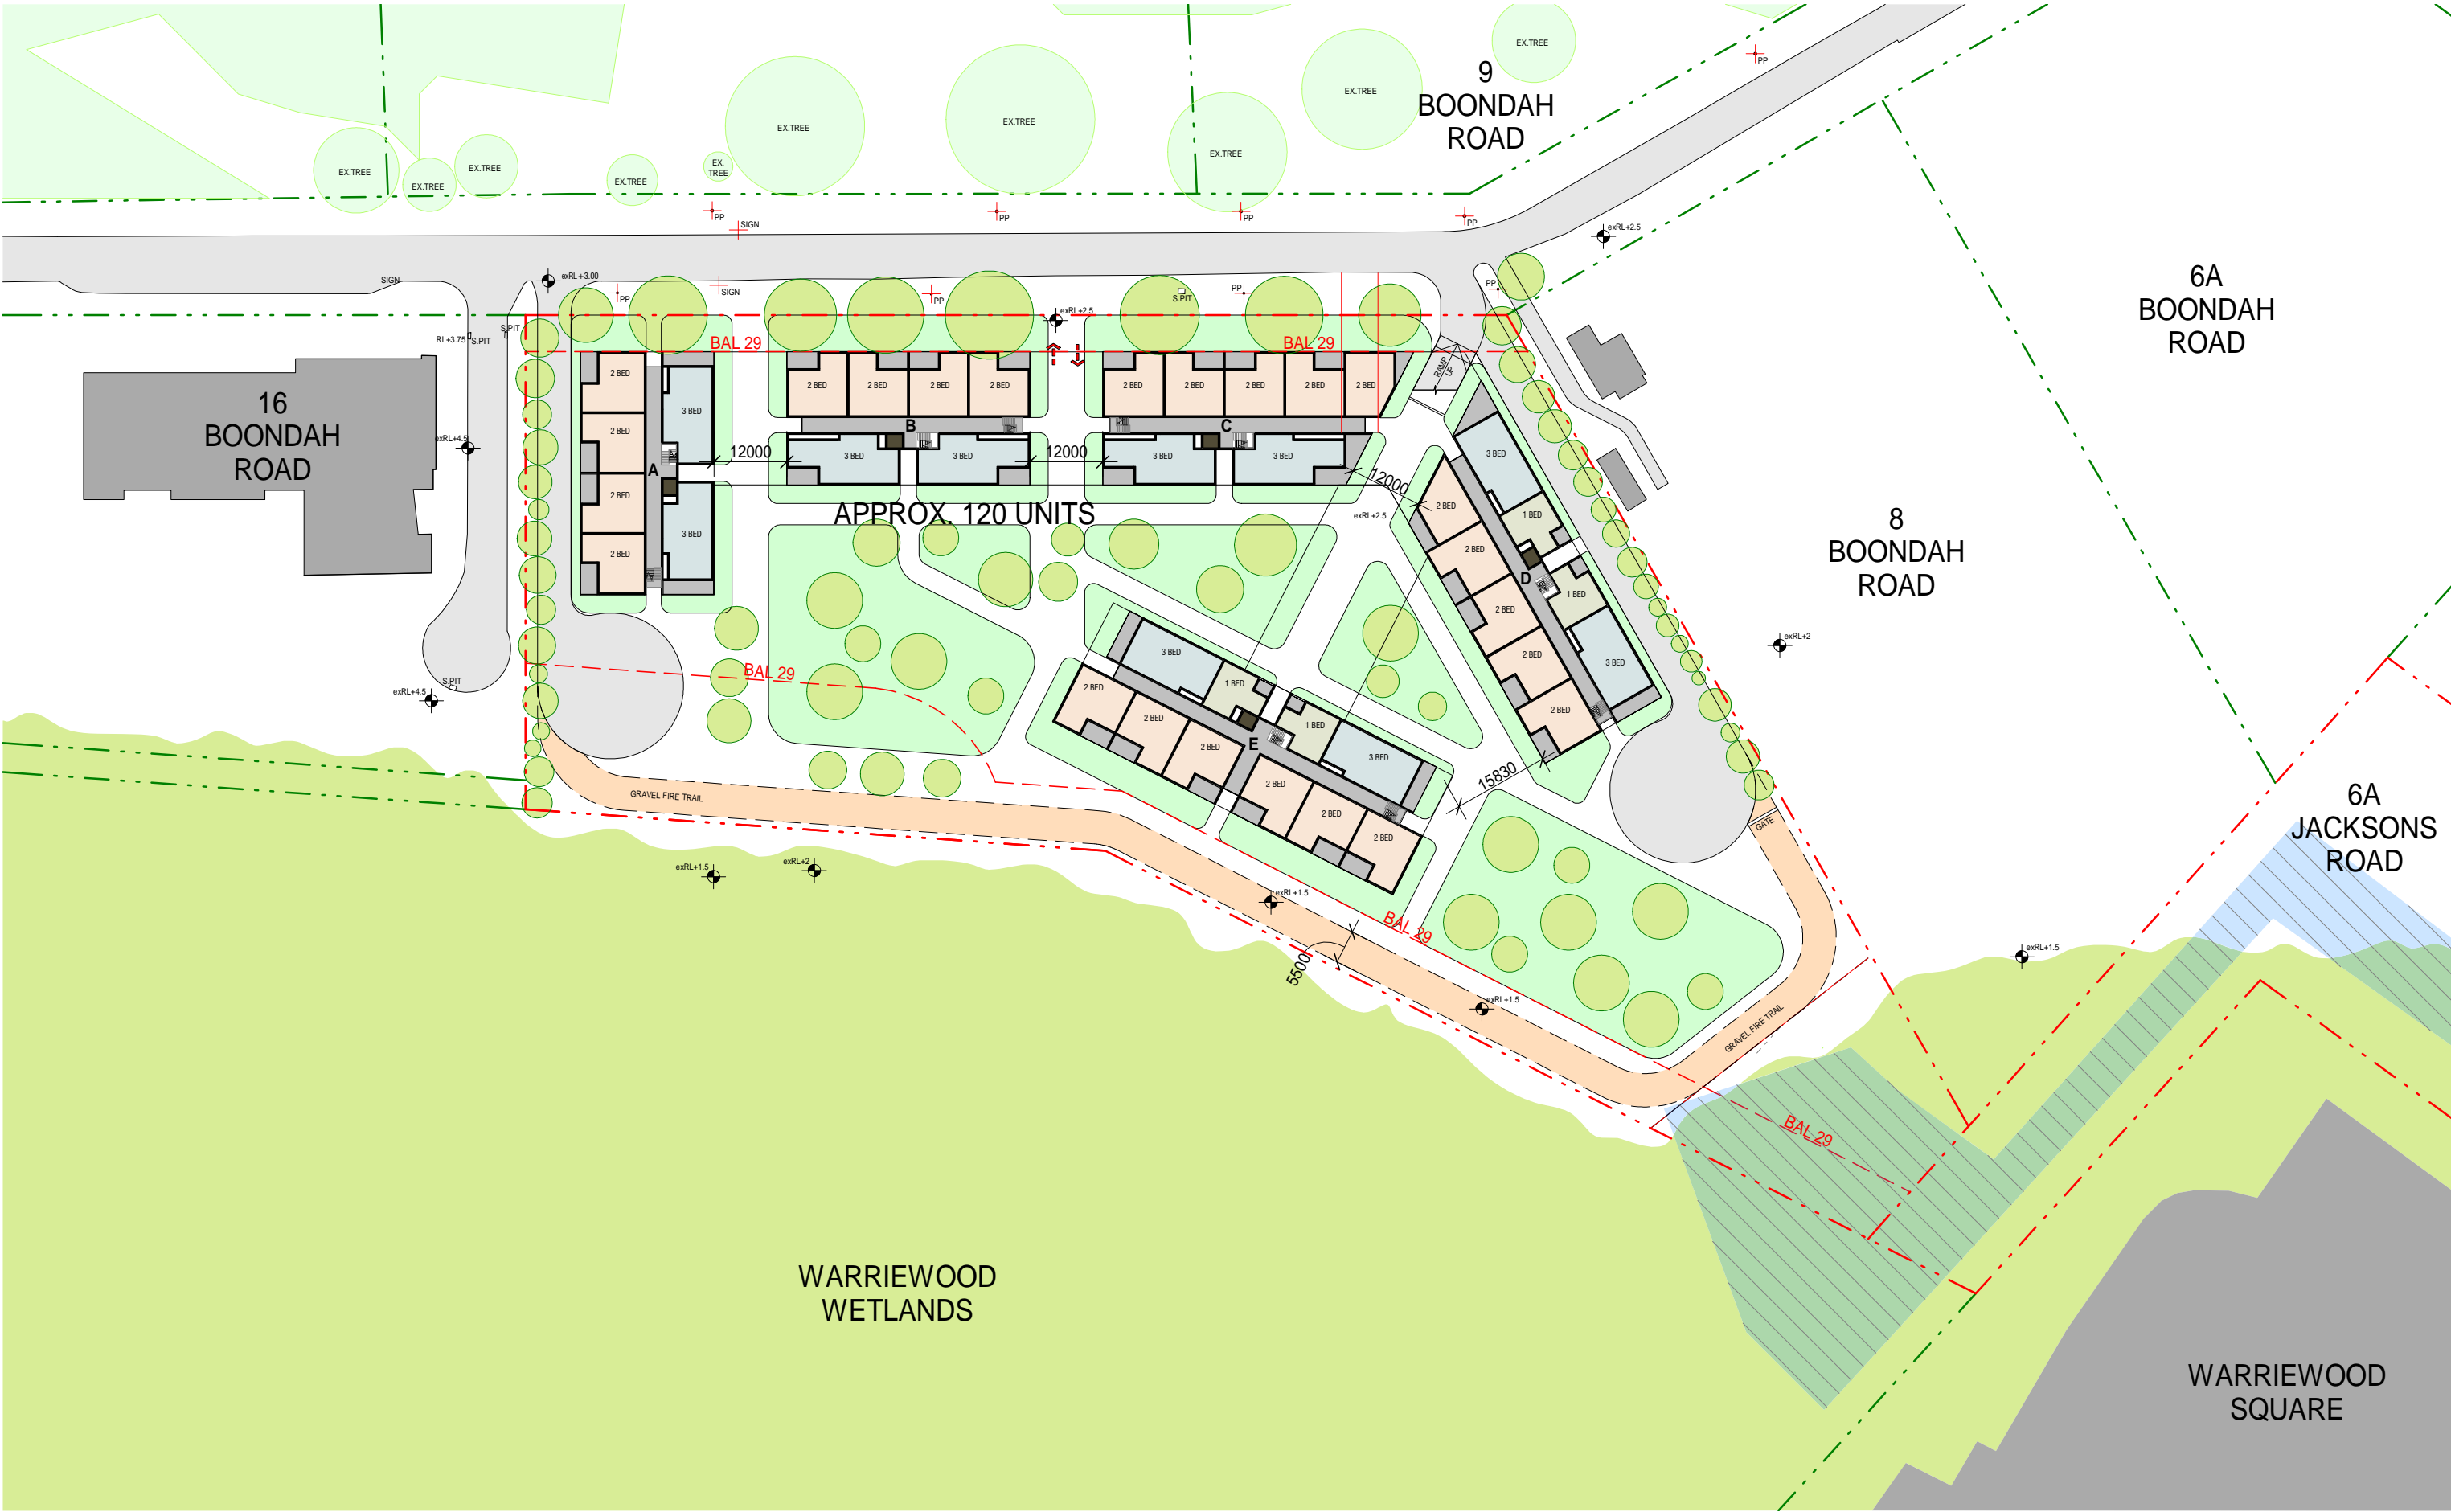 EX.TREE
9
BOONDAH
ROAD
PP
EX.TREE
EX.TREE
EX.TREE
EX.TREE
EX.TREE
EX.TREE
EX.TREE
EX.TREE
EX.
TREE
EX.TREE
PP
PP
PP
PP
SIGN
exRL+2.5
SIGN
exRL+3.00
SIGN
PP
PP
S.PIT
PP
PP
6A
BOONDAH
ROAD
exRL+2.5
RL+3.75
S.PIT
S.PIT
BAL 29
BAL 29
RAMP
UP
16
BOONDAH
ROAD
exRL+4.5
2 BED
2 BED
2 BED
2 BED
3 BED
3 BED
A
12000
2 BED
2 BED
2 BED
2 BED
B
3 BED
3 BED
12000
2 BED
2 BED
2 BED
2 BED
2 BED
C
3 BED
3 BED
12000
exRL+2.5
APPROX. 120 UNITS
3 BED
2 BED
1 BED
2 BED
D
1 BED
2 BED
2 BED
3 BED
2 BED
8
BOONDAH
ROAD
exRL+2
S.PIT
exRL+4.5
BAL 29
3 BED
2 BED
1 BED
2 BED
1 BED
2 BED
E
3 BED
2 BED
2 BED
2 BED
15830
GRAVEL FIRE TRAIL
GATE
6A
JACKSONS
ROAD
exRL+1.5
exRL+2
exRL+1.5
BAL 29
5500
exRL+1.5
exRL+1.5
GRAVEL FIRE TRAIL
BAL 29
WARRIEWOOD
WETLANDS
WARRIEWOOD
SQUARE